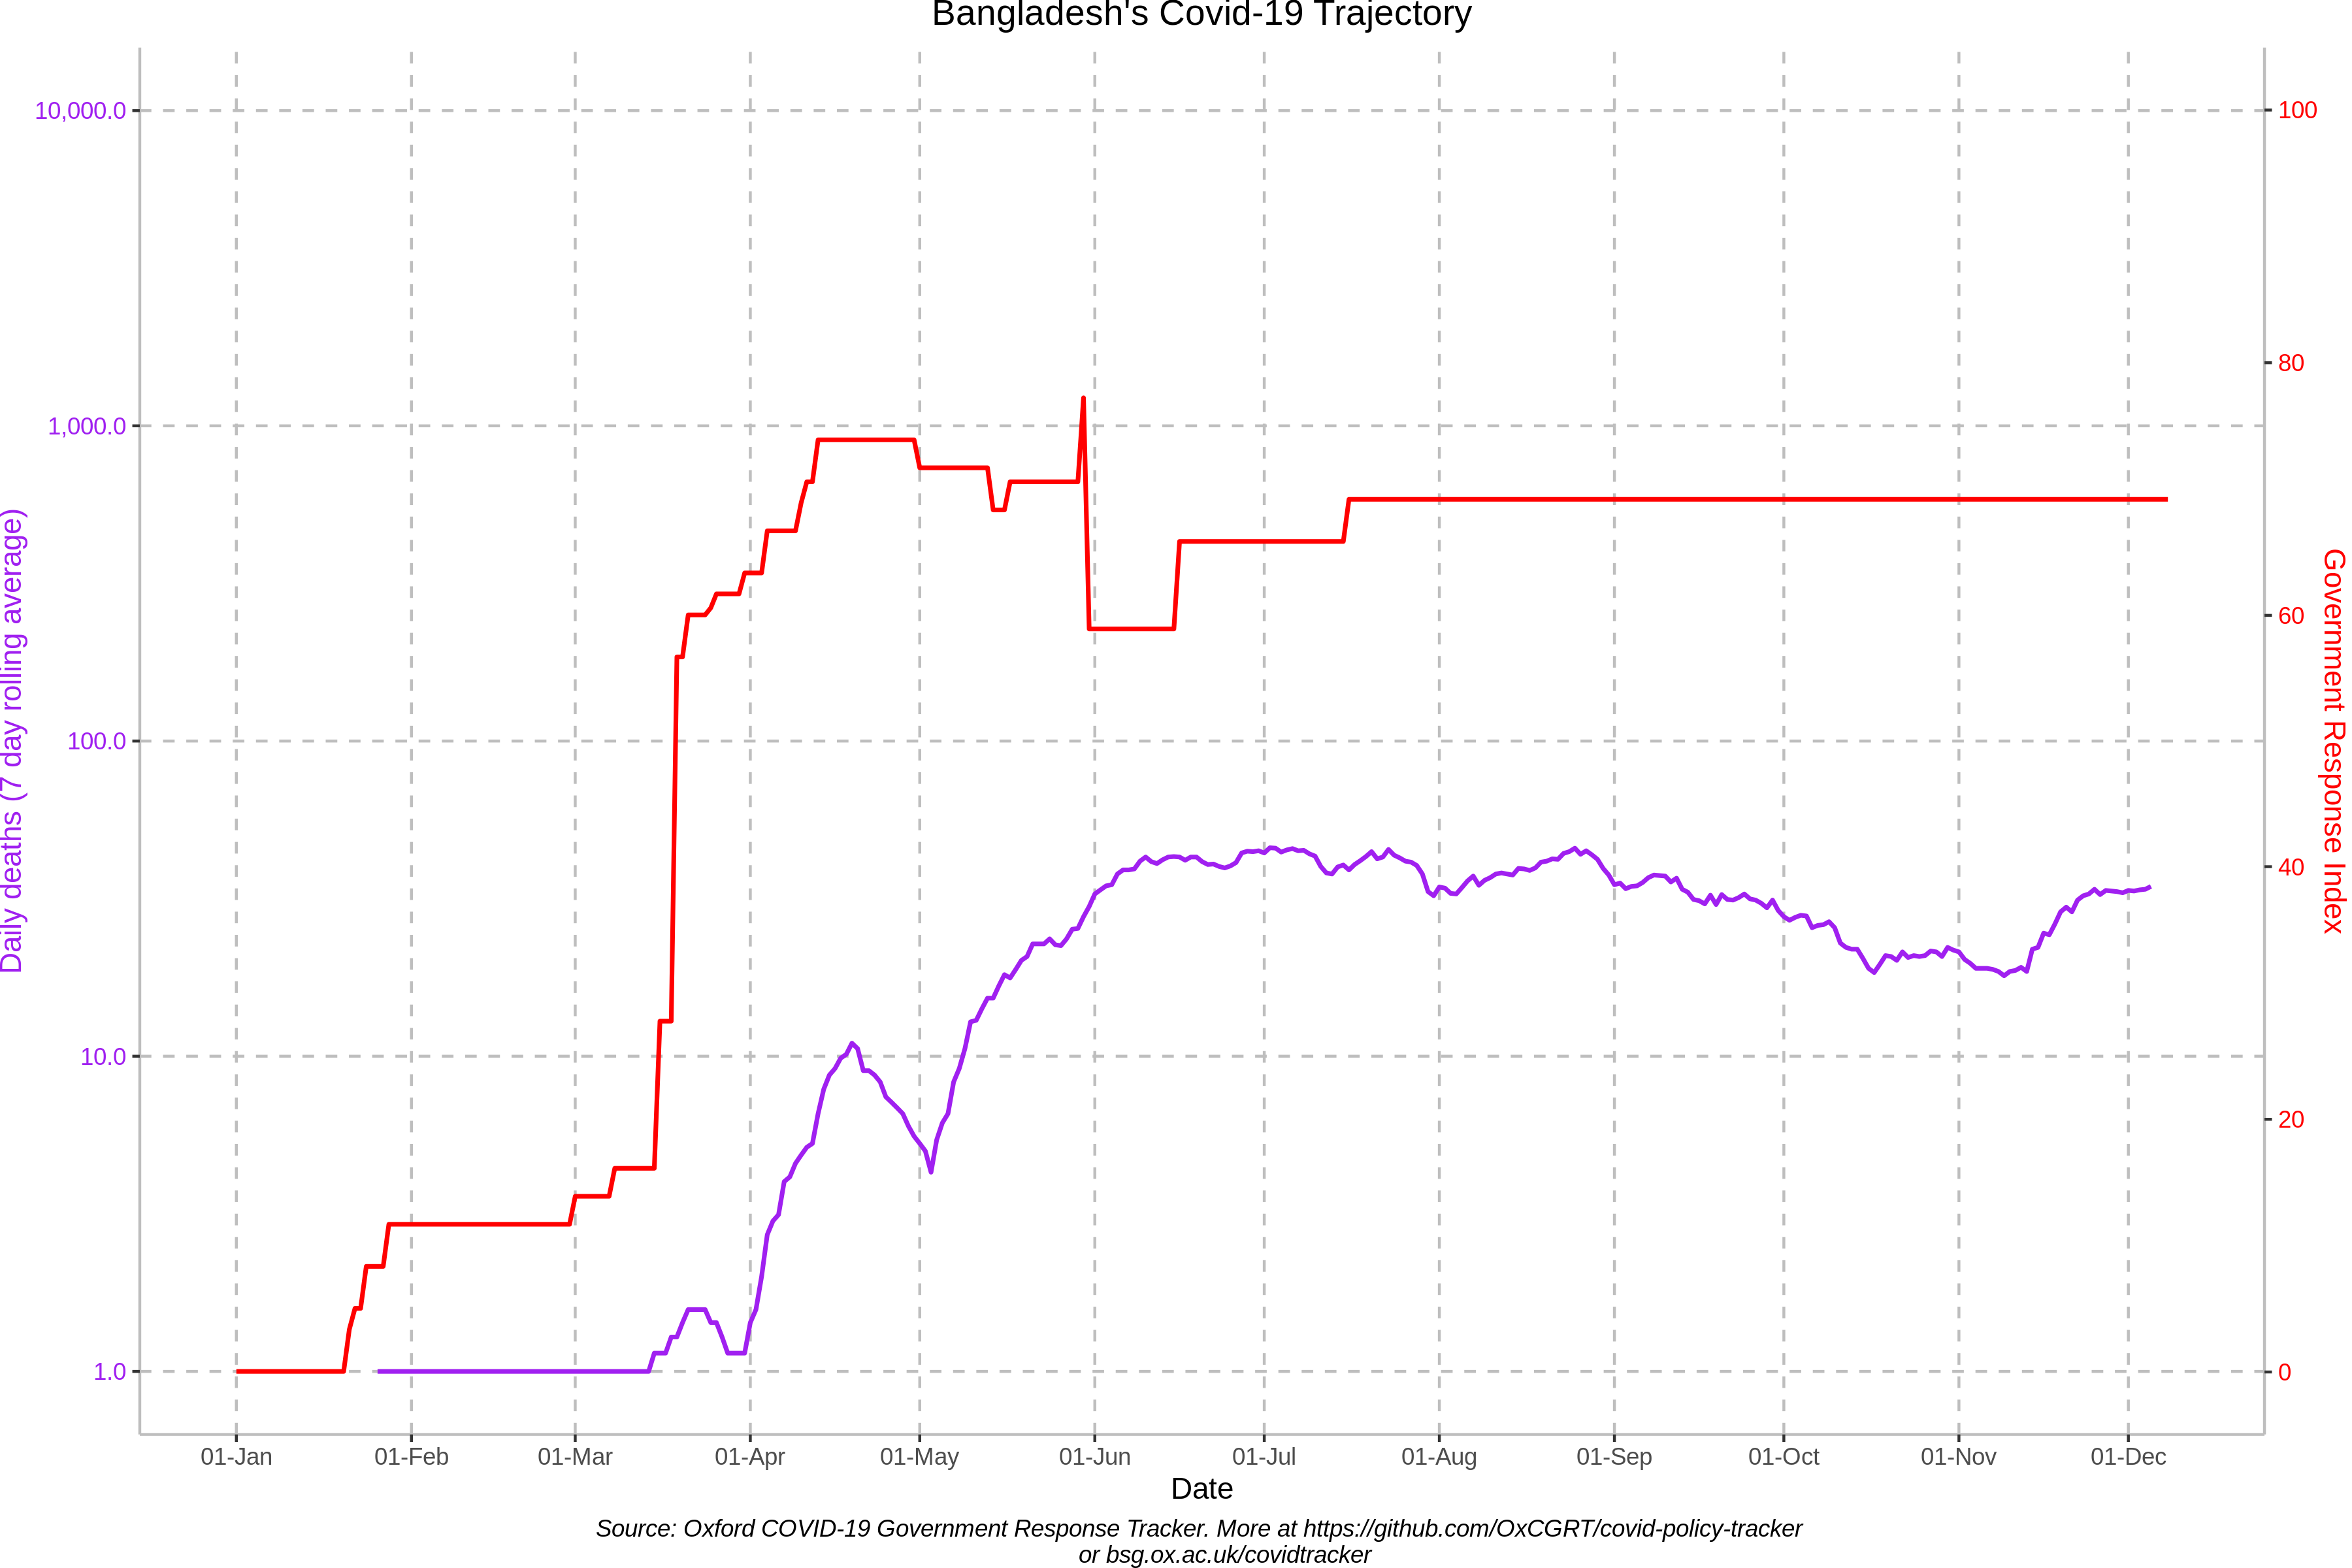 Bangladesh's Covid-19 Trajectory
10,000.0
1,000.0
100.0
10.0
1.0
Daily deaths (7 day rolling average)
100
80
60
40
20
0
Government Response Index
01-Jan
01-Feb
01-Mar
01-Apr
01-May
01-Jun
01-Jul
01-Aug
01-Sep
01-Oct
01-Nov
01-Dec
Date
Source: Oxford COVID-19 Government Response Tracker. More at https://github.com/OxCGRT/covid-policy-tracker
or bsg.ox.ac.uk/covidtracker